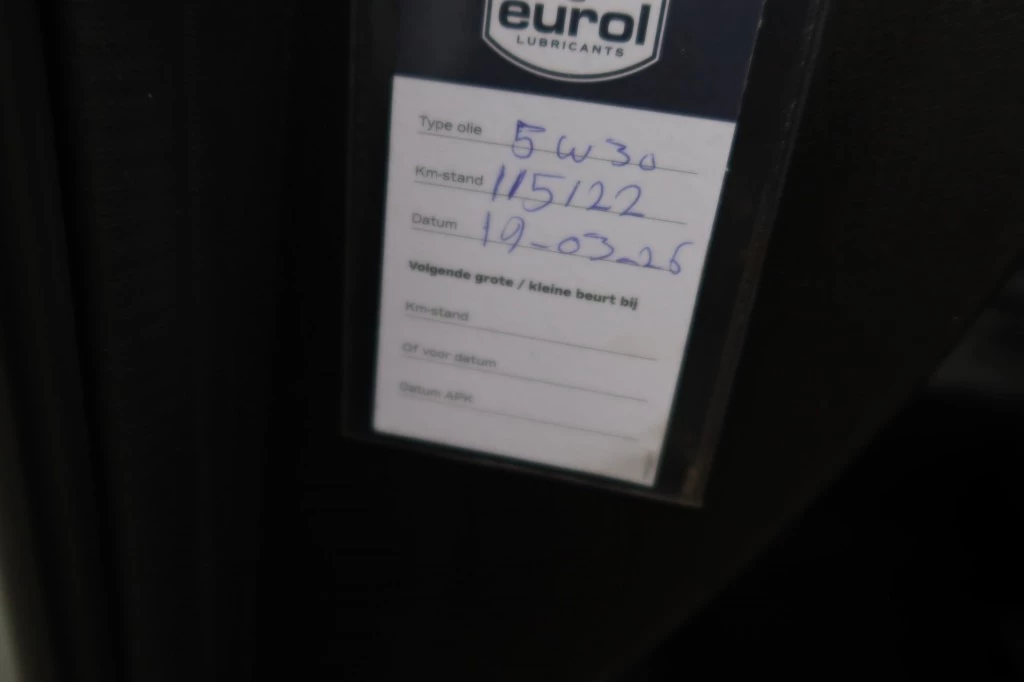 eurol
LUBRICANTS
Type olie 5W30
Km-stand 115122
Datum 19-03-26
Volgende grote / kleine beurt bij
Km-stand
Of voor datum
Datum APK